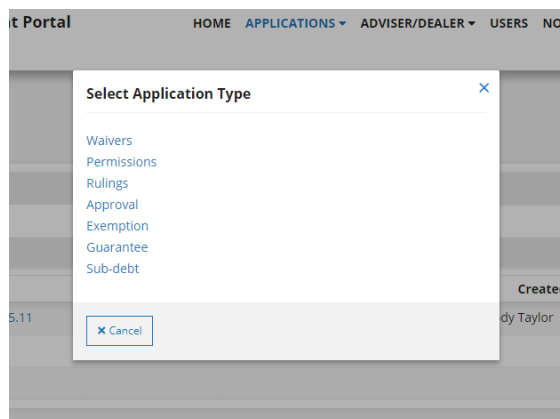 t Portal
HOME APPLICATIONS ADVISER/DEALER USERS NO
Select Application Type
×
Waivers
Permissions
Rulings
Approval
Exemption
Guarantee
Sub-debt
Create
5.11
dy Taylor
× Cancel